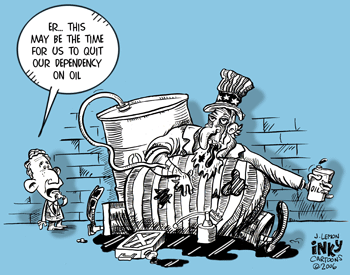 ER... THIS
MAY BE THE TIME
FOR US TO QUIT
OUR DEPENDENCY
ON OIL
OIL
J. LEMON
INKY
CARTOONS
©2006